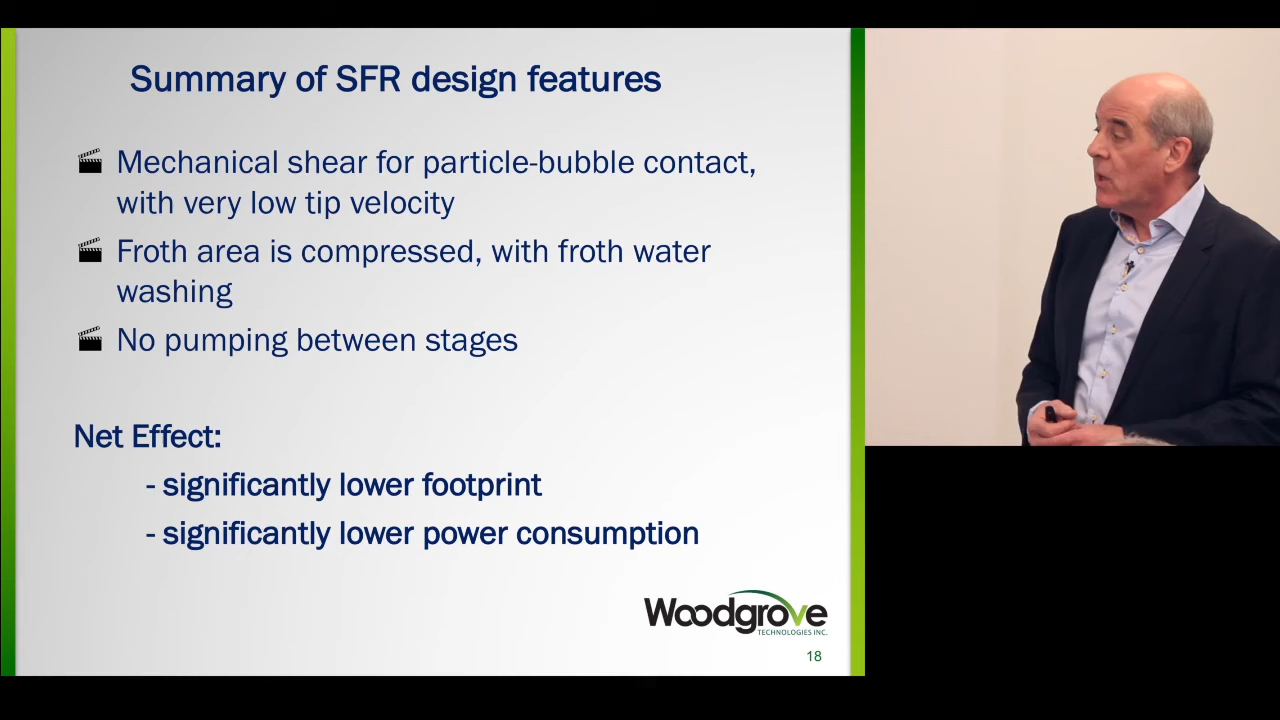 Summary of SFR design features
Mechanical shear for particle-bubble contact,
with very low tip velocity
Froth area is compressed, with froth water
washing
No pumping between stages
Net Effect:
- significantly lower footprint
- significantly lower power consumption
Woodgrove
TECHNOLOGIES INC.
18